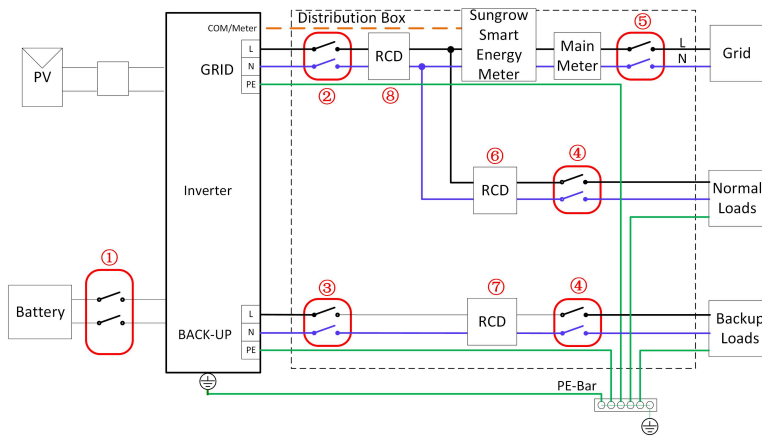 Distribution Box
COM/Meter
L
N
PE
GRID
②
RCD
⑧
Sungrow
Smart
Energy
Meter
Main
Meter
⑤
L
N
Grid
PV
Inverter
⑥
RCD
④
Normal
Loads
①
Battery
L
N
PE
BACK-UP
③
⑦
RCD
④
Backup
Loads
PE-Bar